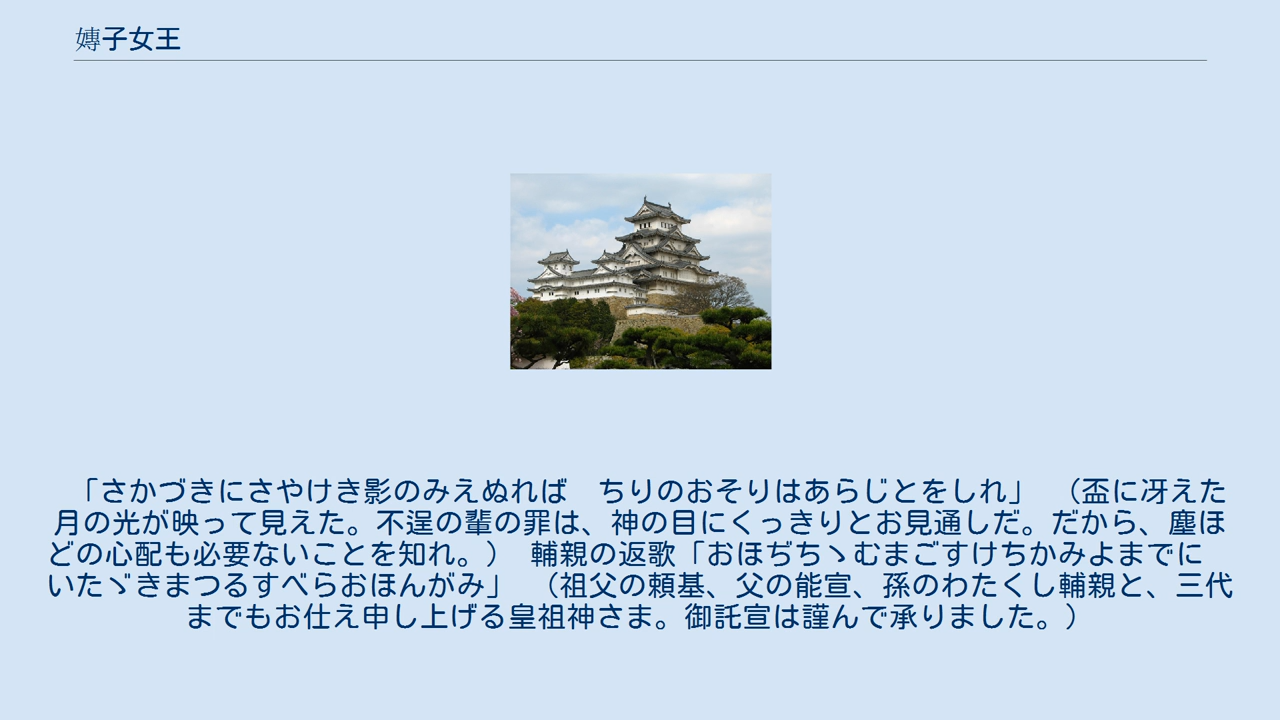 嫥子女王
「さかづきにさやけき影のみえぬれば　ちりのおそりはあらじとをしれ」　（盃に冴えた
月の光が映って見えた。不逞の輩の罪は、神の目にくっきりとお見通しだ。だから、塵ほ
どの心配も必要ないことを知れ。）　輔親の返歌「おほぢちゝむまごすけちかみよまでに
いたゞきまつるすべらおほんがみ」　（祖父の頼基、父の能宣、孫のわたくし輔親と、三代
までもお仕え申し上げる皇祖神さま。御託宣は謹んで承りました。）